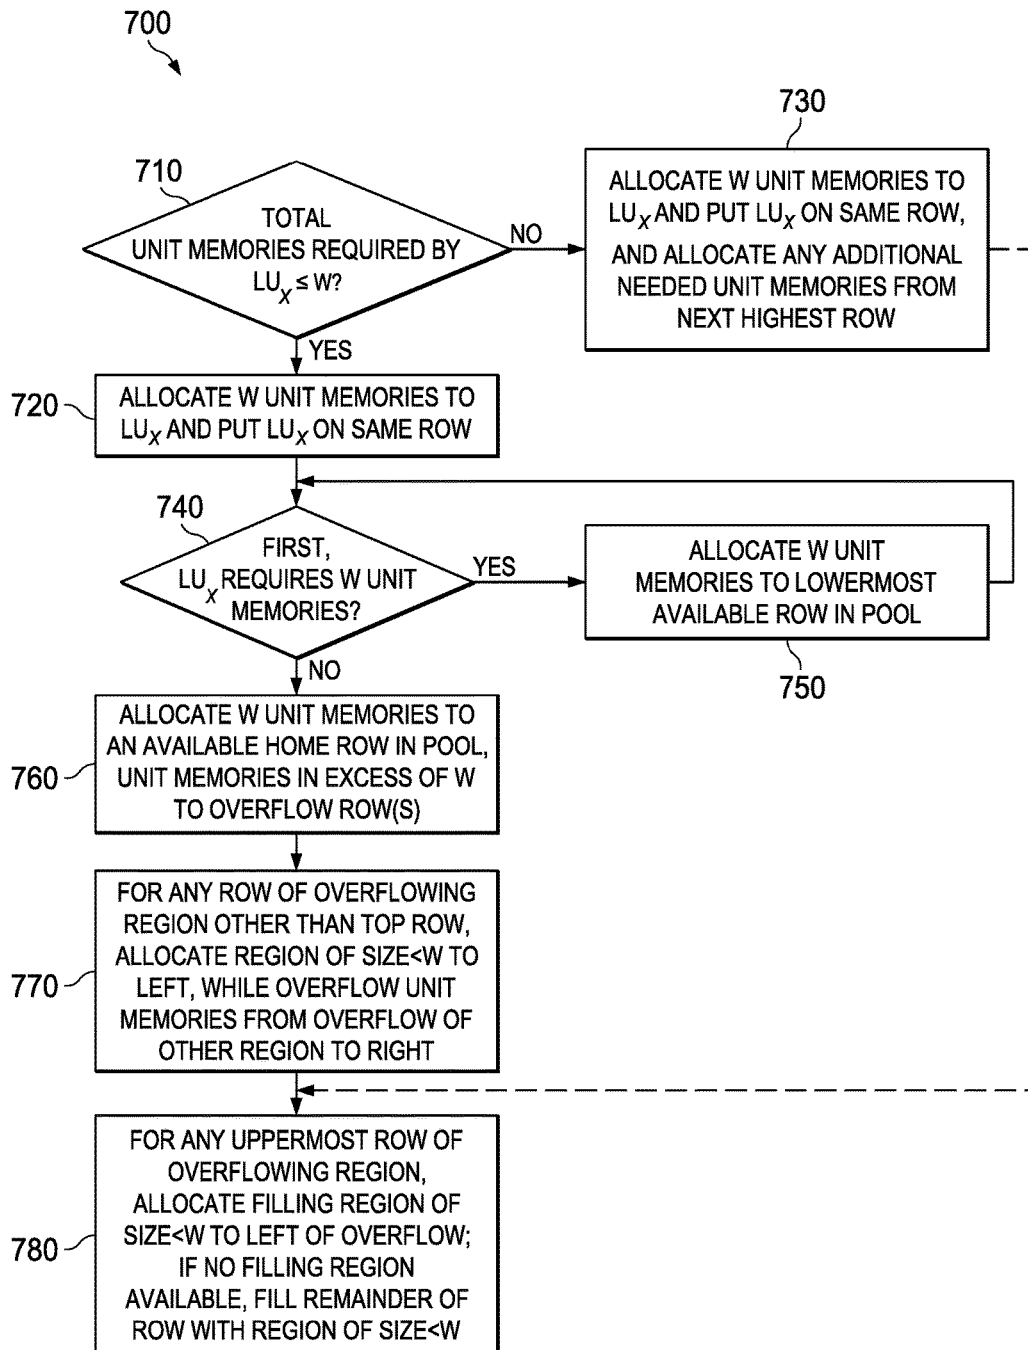 700
730
710
TOTAL
UNIT MEMORIES REQUIRED BY
LUX ≤ W?
NO
ALLOCATE W UNIT MEMORIES TO
LUX AND PUT LUX ON SAME ROW,
AND ALLOCATE ANY ADDITIONAL
NEEDED UNIT MEMORIES FROM
NEXT HIGHEST ROW
YES
720
ALLOCATE W UNIT MEMORIES TO
LUX AND PUT LUX ON SAME ROW
740
FIRST,
LUX REQUIRES W UNIT
MEMORIES?
YES
ALLOCATE W UNIT
MEMORIES TO LOWERMOST
AVAILABLE ROW IN POOL
750
NO
760
ALLOCATE W UNIT MEMORIES TO
AN AVAILABLE HOME ROW IN POOL,
UNIT MEMORIES IN EXCESS OF W
TO OVERFLOW ROW(S)
770
FOR ANY ROW OF OVERFLOWING
REGION OTHER THAN TOP ROW,
ALLOCATE REGION OF SIZE<W TO
LEFT, WHILE OVERFLOW UNIT
MEMORIES FROM OVERFLOW OF
OTHER REGION TO RIGHT
780
FOR ANY UPPERMOST ROW OF
OVERFLOWING REGION,
ALLOCATE FILLING REGION OF
SIZE<W TO LEFT OF OVERFLOW;
IF NO FILLING REGION
AVAILABLE, FILL REMAINDER OF
ROW WITH REGION OF SIZE<W